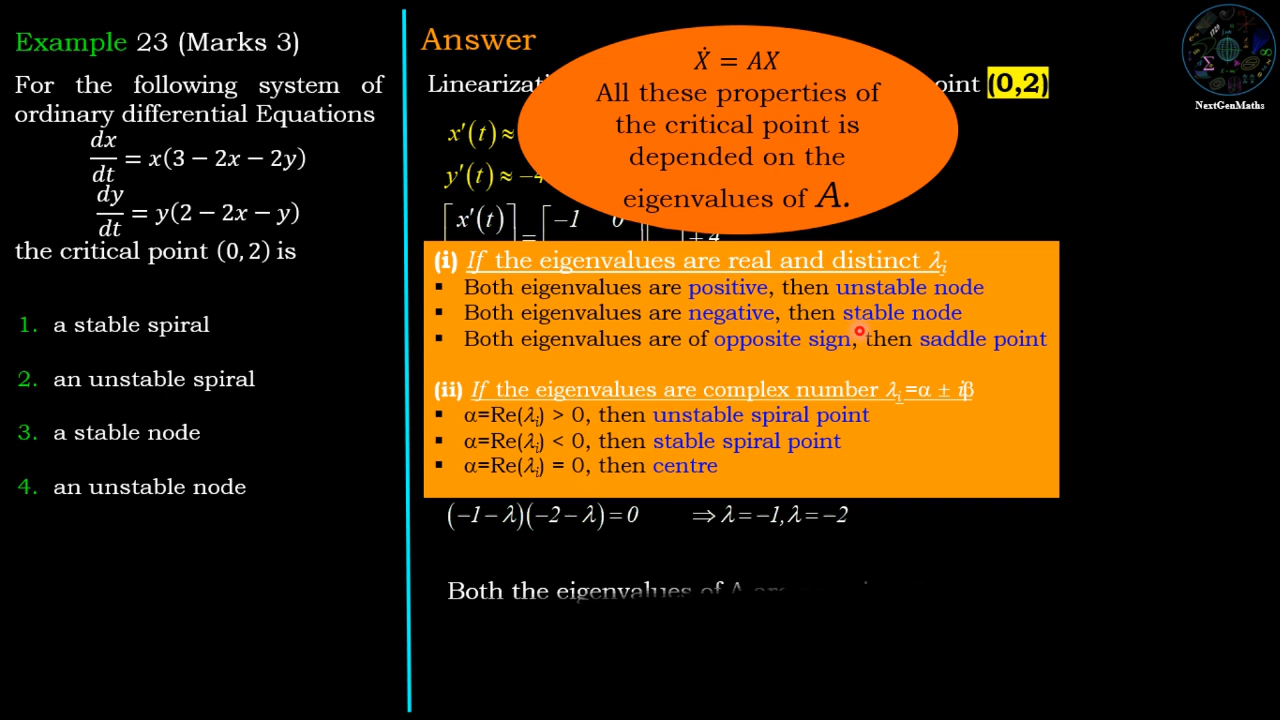 Example 23 (Marks 3)
For the following system of
ordinary differential Equations
dx/dt = x(3 − 2x − 2y)
dy/dt = y(2 − 2x − y)
the critical point (0, 2) is
1. a stable spiral
2. an unstable spiral
3. a stable node
4. an unstable node
Answer
(0,2)
x′(t) ≈
y′(t) ≈
[x′(t)] = [−1 0
Ẋ = AX
All these properties of
the critical point is
depended on the
eigenvalues of A.
(i) If the eigenvalues are real and distinct λᵢ
▪ Both eigenvalues are positive, then unstable node
▪ Both eigenvalues are negative, then stable node
▪ Both eigenvalues are of opposite sign, then saddle point
(ii) If the eigenvalues are complex number λᵢ=α ± iβ
▪ α=Re(λᵢ) > 0, then unstable spiral point
▪ α=Re(λᵢ) < 0, then stable spiral point
▪ α=Re(λᵢ) = 0, then centre
(−1−λ)(−2−λ)=0 ⇒λ=−1,λ=−2
Both the eigenvalues of A are
NextGenMaths